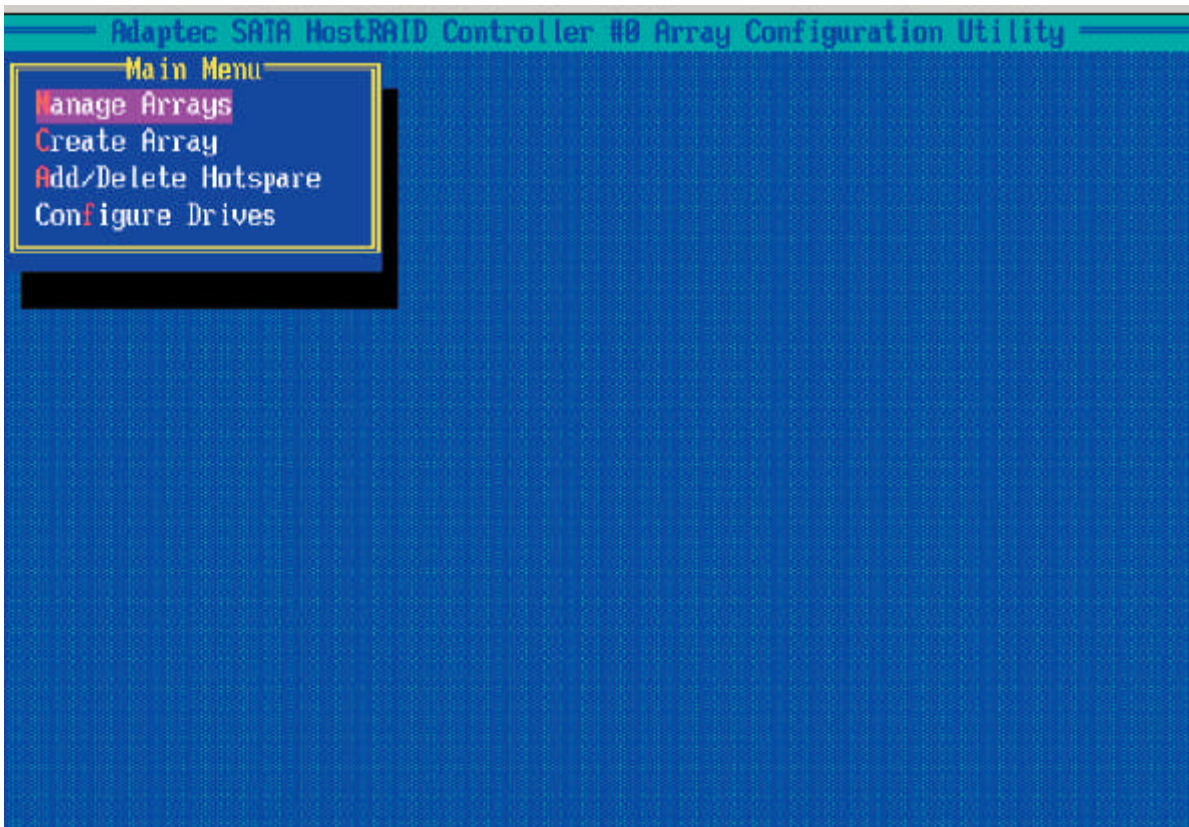 Adaptec SATA HostRAID Controller #0 Array Configuration Utility
Main Menu
Manage Arrays
Create Array
Add/Delete Hotspare
Configure Drives